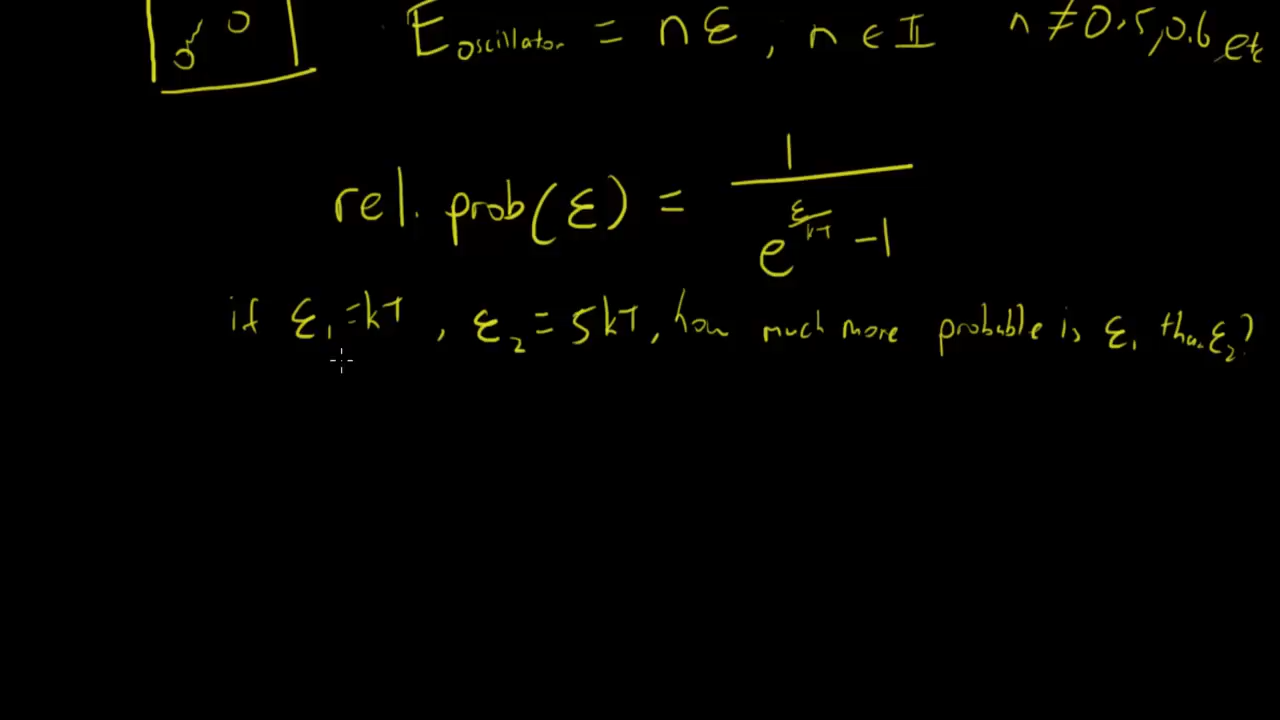 E oscillator = nε, n ∈ I n ≠ 0.5, 0.6 etc
rel. prob(ε) = 1 / (e^(ε/kT) - 1)
if ε₁ = kT, ε₂ = 5kT, how much more probable is ε₁ than ε₂?